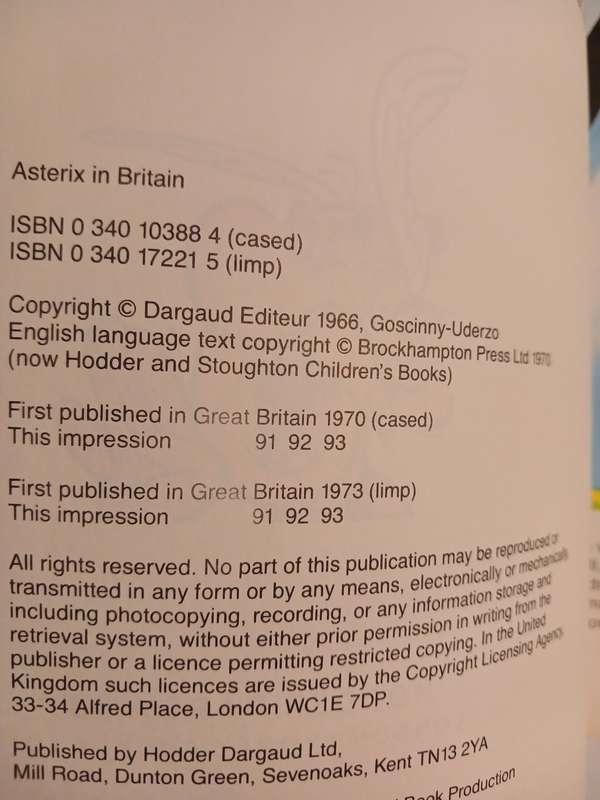 Asterix in Britain
ISBN 0 340 10388 4 (cased)
ISBN 0 340 17221 5 (limp)
Copyright © Dargaud Editeur 1966, Goscinny-Uderzo
English language text copyright © Brockhampton Press Ltd 1970
(now Hodder and Stoughton Children's Books)
First published in Great Britain 1970 (cased)
This impression 91 92 93
First published in Great Britain 1973 (limp)
This impression 91 92 93
All rights reserved. No part of this publication may be reproduced or
transmitted in any form or by any means, electronically or mechanically
including photocopying, recording, or any information storage and
retrieval system, without either prior permission in writing from the
publisher or a licence permitting restricted copying. In the United
Kingdom such licences are issued by the Copyright Licensing Agency
33-34 Alfred Place, London WC1E 7DP.
Published by Hodder Dargaud Ltd,
Mill Road, Dunton Green, Sevenoaks, Kent TN13 2YA
Book Production